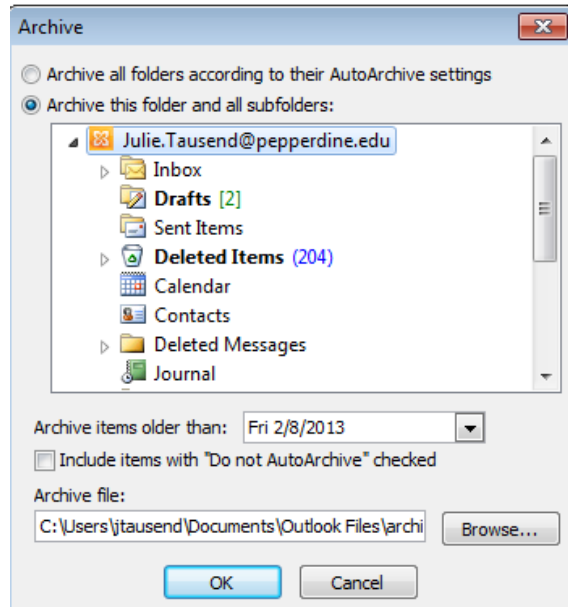 Archive
Archive all folders according to their AutoArchive settings
Archive this folder and all subfolders:
Julie.Tausend@pepperdine.edu
Inbox
Drafts [2]
Sent Items
Deleted Items (204)
Calendar
Contacts
Deleted Messages
Journal
Archive items older than: Fri 2/8/2013
Include items with "Do not AutoArchive" checked
Archive file:
C:\Users\jtausend\Documents\Outlook Files\archi Browse...
OK Cancel